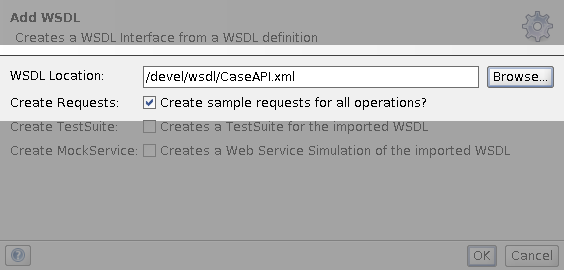 Add WSDL
Creates a WSDL Interface from a WSDL definition
WSDL Location: /devel/wsdl/CaseAPI.xml Browse...
Create Requests: Create sample requests for all operations?
Create TestSuite: Creates a TestSuite for the imported WSDL
Create MockService: Creates a Web Service Simulation of the imported WSDL
? OK Cancel